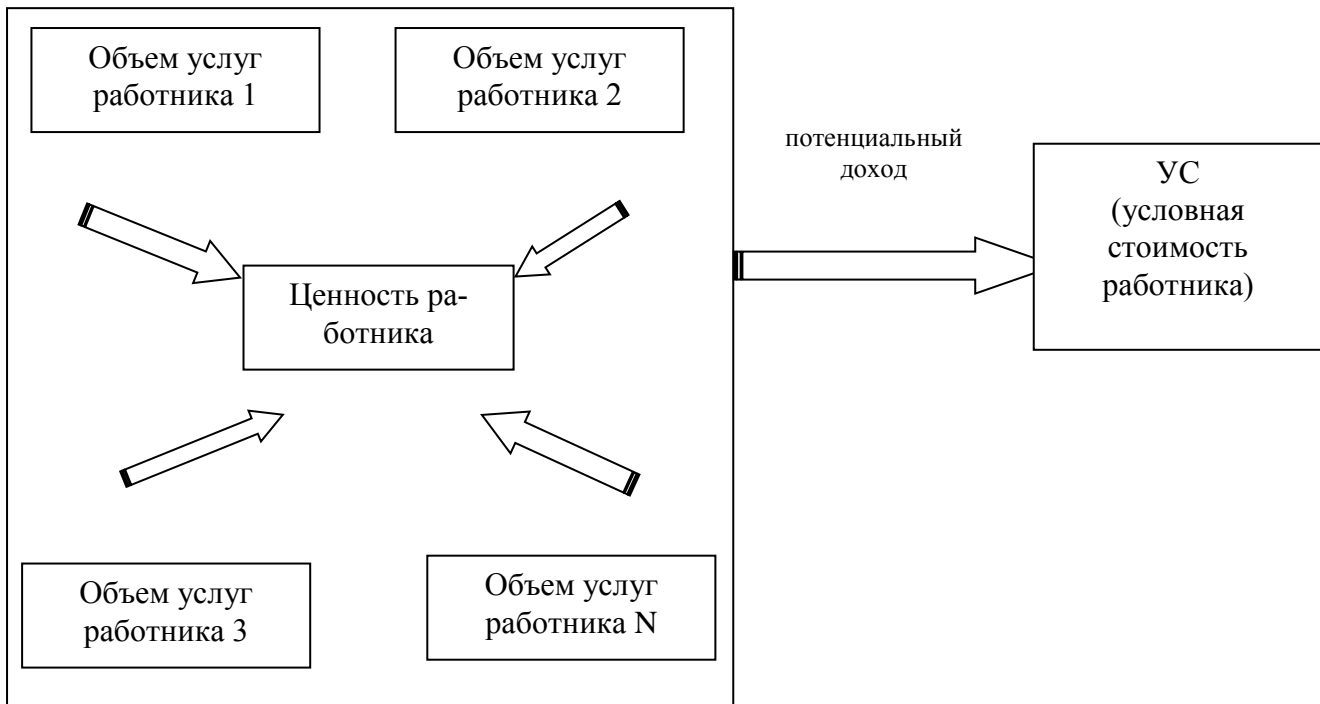 Объем услуг
работника 1
Объем услуг
работника 2
потенциальный
доход
УС
(условная
стоимость
работника)
Ценность ра-
ботника
Объем услуг
работника 3
Объем услуг
работника N